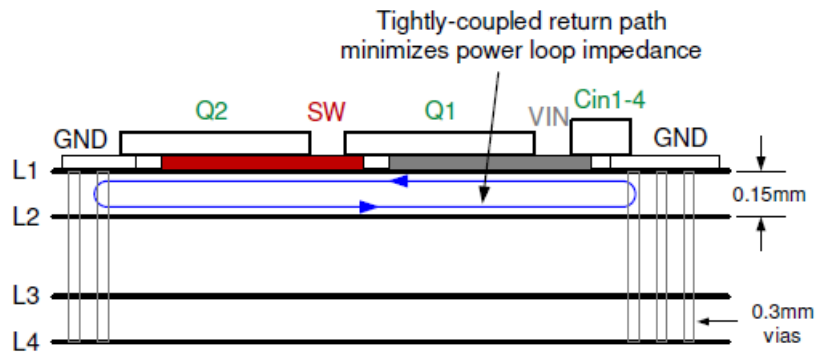 Tightly-coupled return path
minimizes power loop impedance
Q2
SW
Q1
VIN
Cin1-4
GND
GND
L1
0.15mm
L2
L3
0.3mm
vias
L4